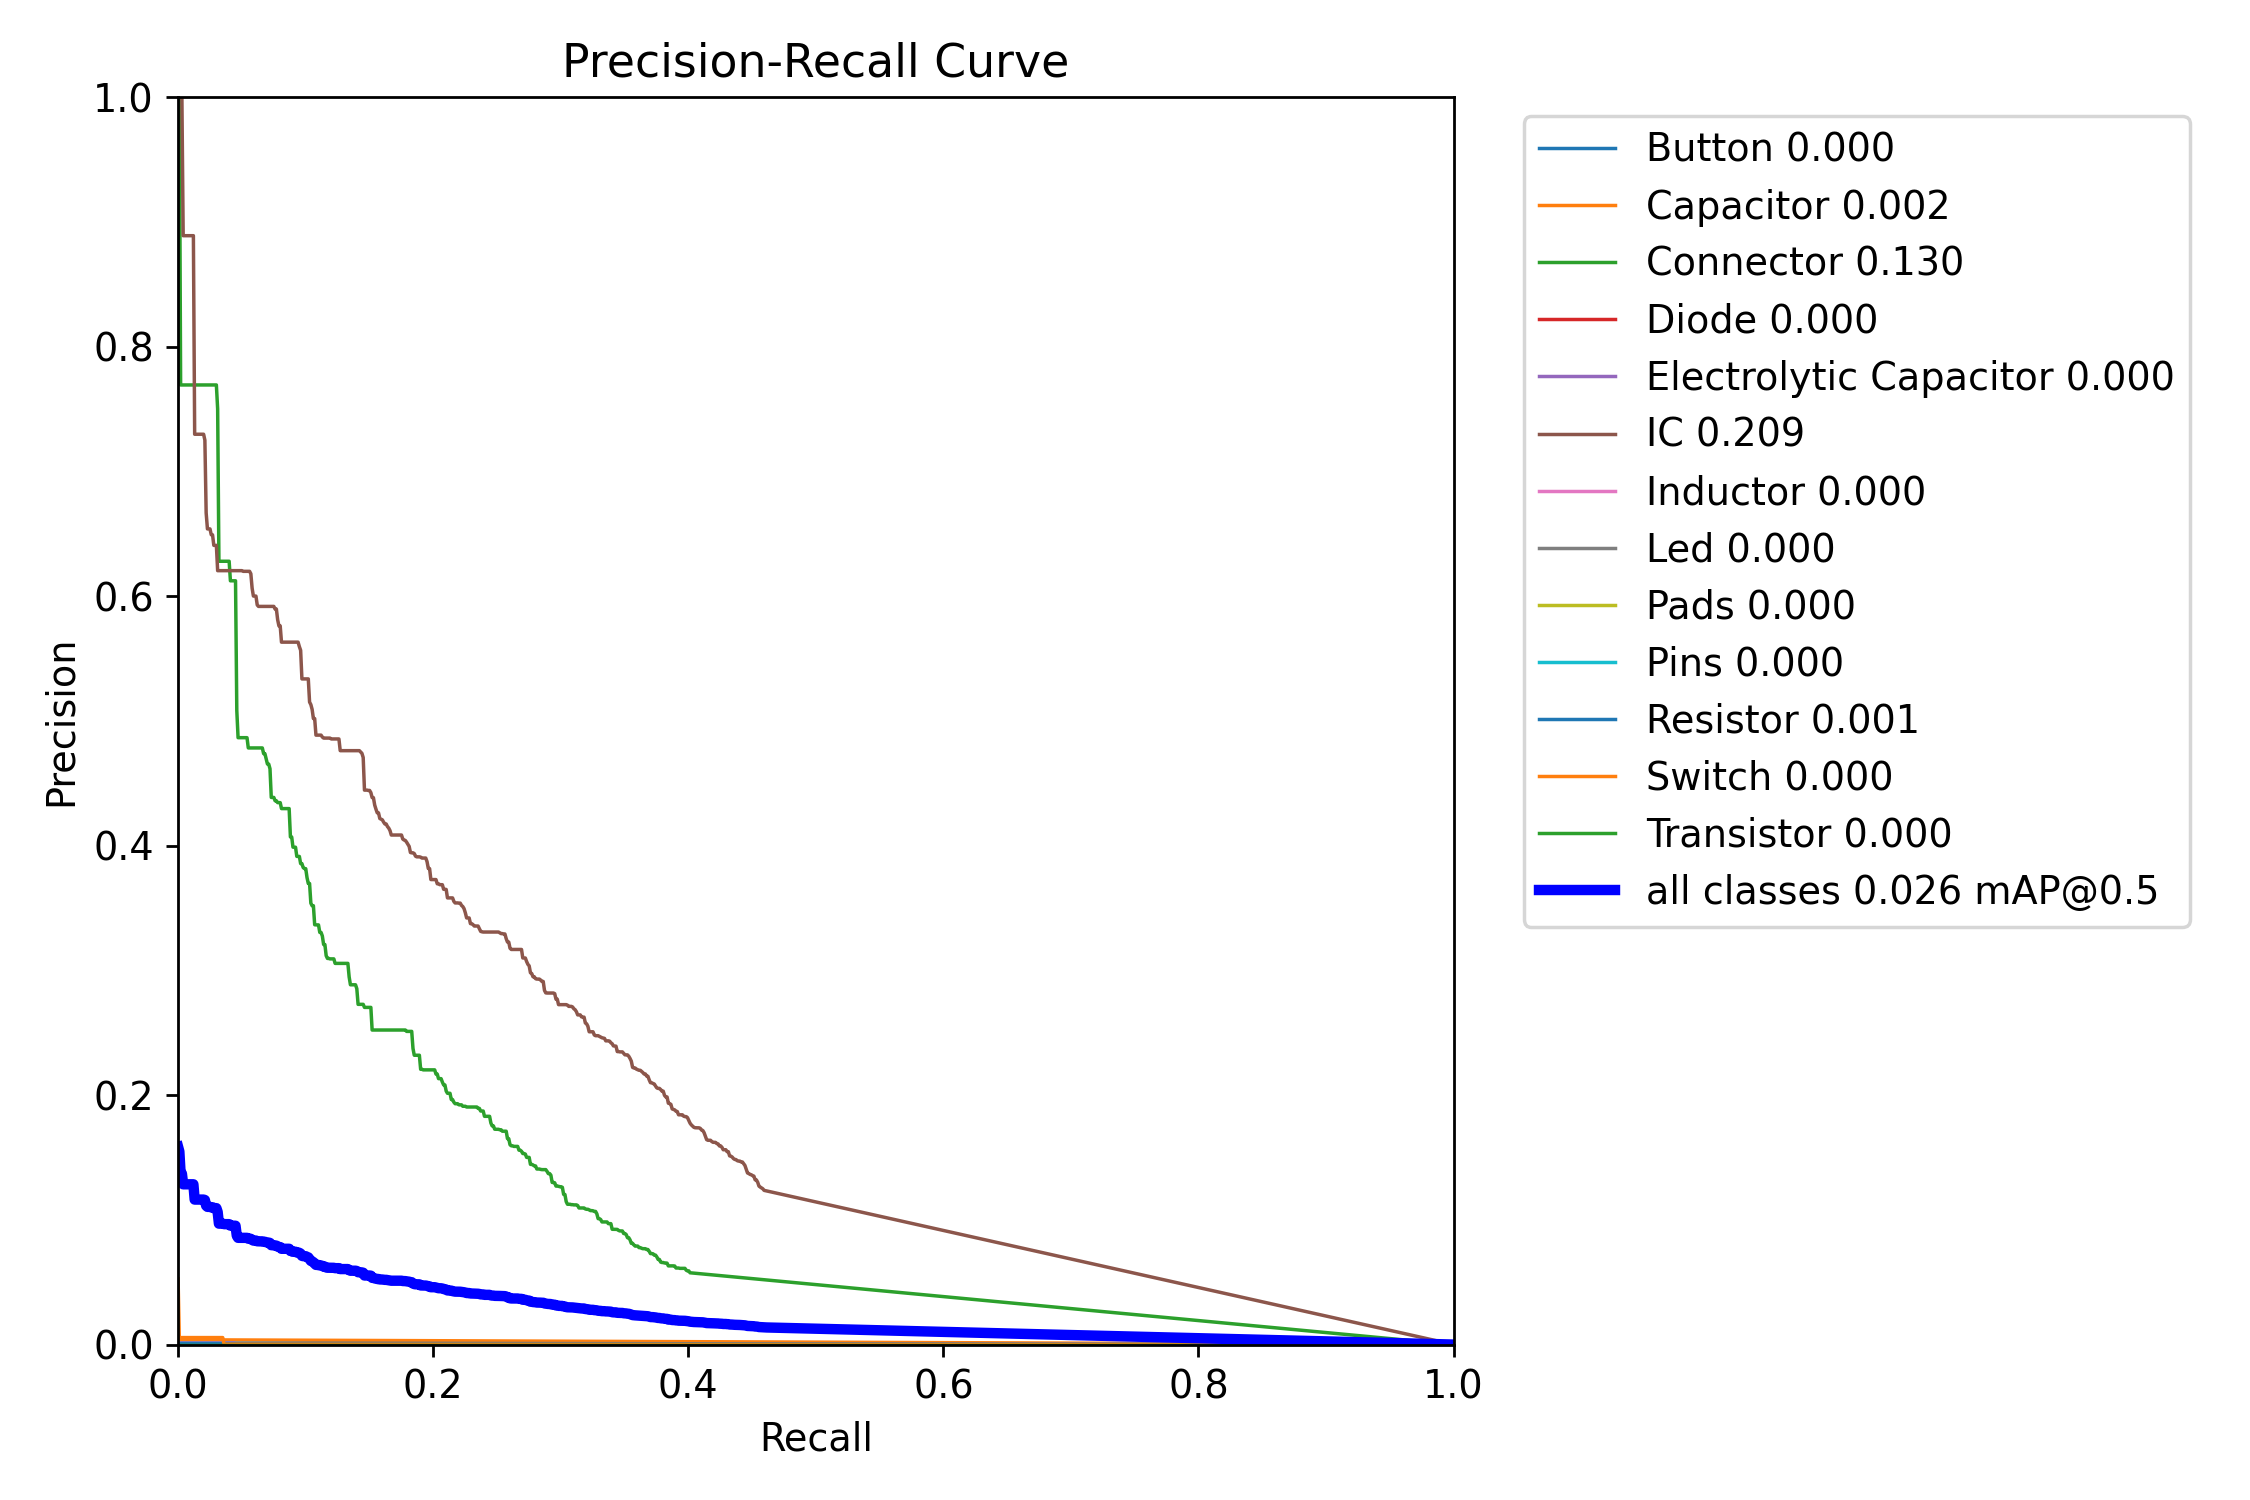 Precision-Recall Curve
1.0
0.8
0.6
0.4
0.2
0.0
Precision
0.0 0.2 0.4 0.6 0.8 1.0
Recall
Button 0.000
Capacitor 0.002
Connector 0.130
Diode 0.000
Electrolytic Capacitor 0.000
IC 0.209
Inductor 0.000
Led 0.000
Pads 0.000
Pins 0.000
Resistor 0.001
Switch 0.000
Transistor 0.000
all classes 0.026 mAP@0.5